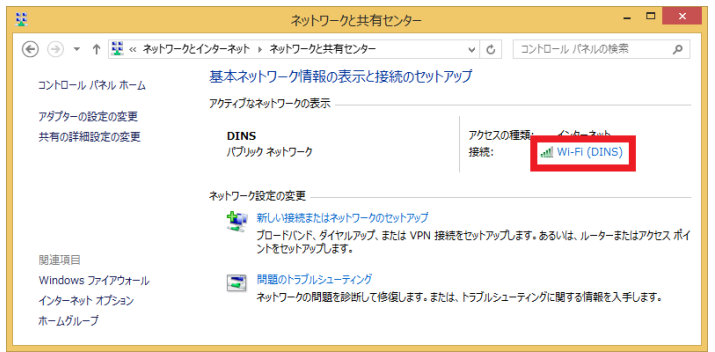 ネットワークと共有センター
« ネットワークとインターネット ▸ ネットワークと共有センター
コントロール パネルの検索
コントロール パネル ホーム
アダプターの設定の変更
共有の詳細設定の変更
基本ネットワーク情報の表示と接続のセットアップ
アクティブなネットワークの表示
DINS
パブリック ネットワーク
アクセスの種類: インターネット
接続: Wi-Fi (DINS)
ネットワーク設定の変更
新しい接続またはネットワークのセットアップ
ブロードバンド、ダイヤルアップ、または VPN 接続をセットアップします。あるいは、ルーターまたはアクセス ポイ
ントをセットアップします。
問題のトラブルシューティング
ネットワークの問題を診断して修復します。または、トラブルシューティングに関する情報を入手します。
関連項目
Windows ファイアウォール
インターネット オプション
ホームグループ